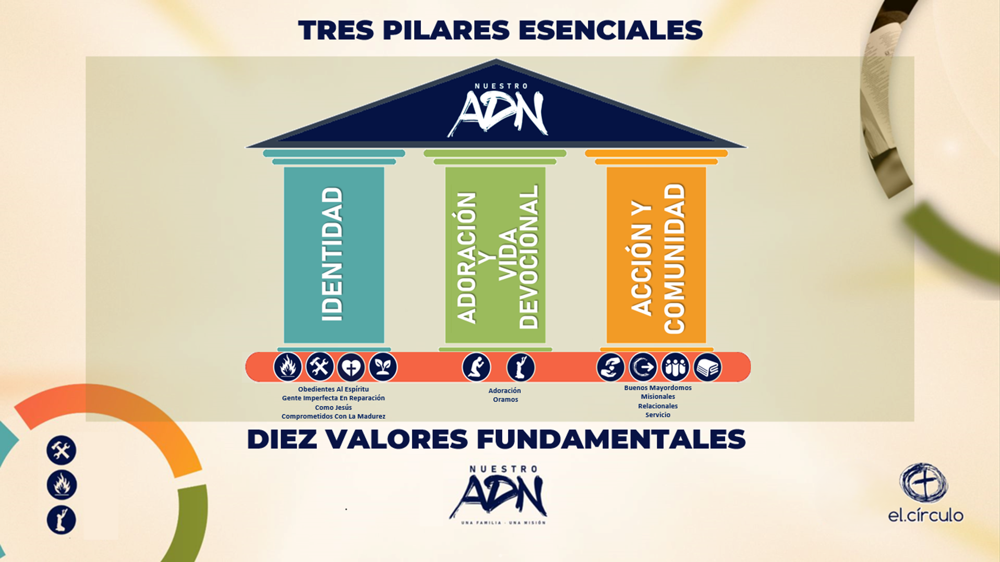 TRES PILARES ESENCIALES
NUESTRO
ADN
IDENTIDAD
ADORACIÓN
Y
VIDA
DEVOCIONAL
ACCIÓN Y
COMUNIDAD
Obedientes Al Espíritu
Gente Imperfecta En Reparación
Como Jesús
Comprometidos Con La Madurez
Adoración
Oramos
Buenos Mayordomos
Misionales
Relacionales
Servicio
DIEZ VALORES FUNDAMENTALES
NUESTRO
ADN
UNA FAMILIA - UNA MISIÓN
el.círculo